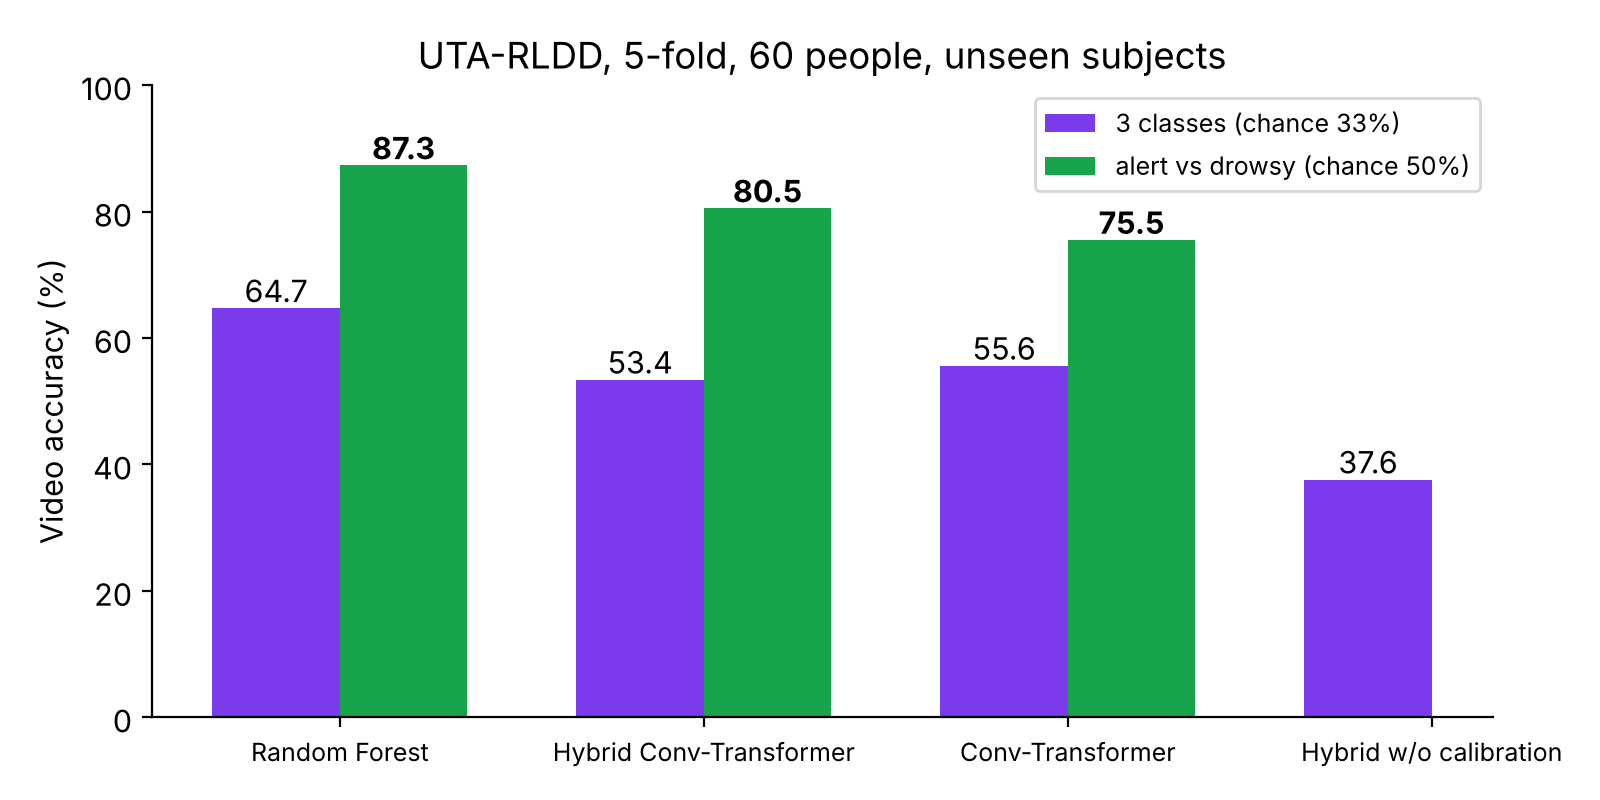 UTA-RLDD, 5-fold, 60 people, unseen subjects
3 classes (chance 33%)
alert vs drowsy (chance 50%)
Video accuracy (%)
100
80
60
40
20
0
64.7
87.3
53.4
80.5
55.6
75.5
37.6
Random Forest
Hybrid Conv-Transformer
Conv-Transformer
Hybrid w/o calibration